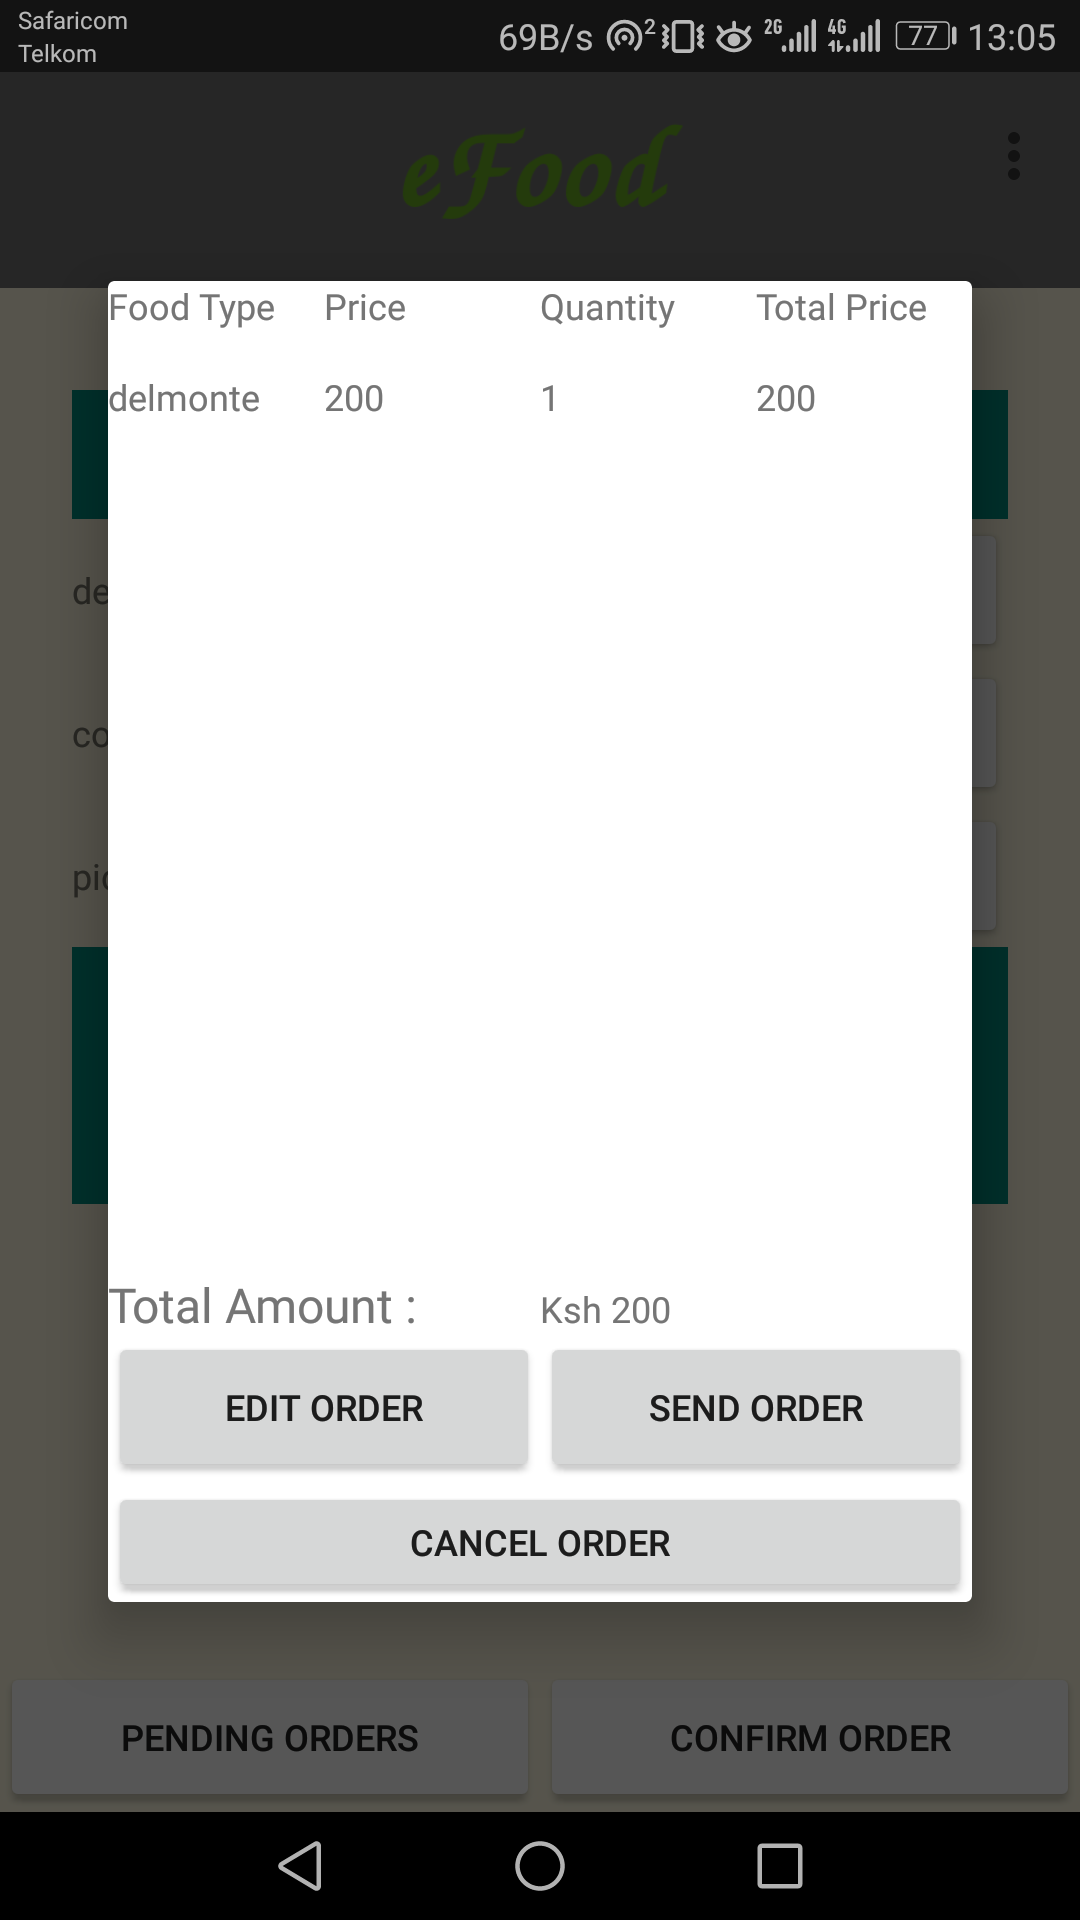 Safaricom
Telkom
69B/s 2 2G 4G 77 13:05
eFood
Food Type Price Quantity Total Price
delmonte 200 1 200
de
co
pic
Total Amount : Ksh 200
EDIT ORDER SEND ORDER
CANCEL ORDER
PENDING ORDERS CONFIRM ORDER